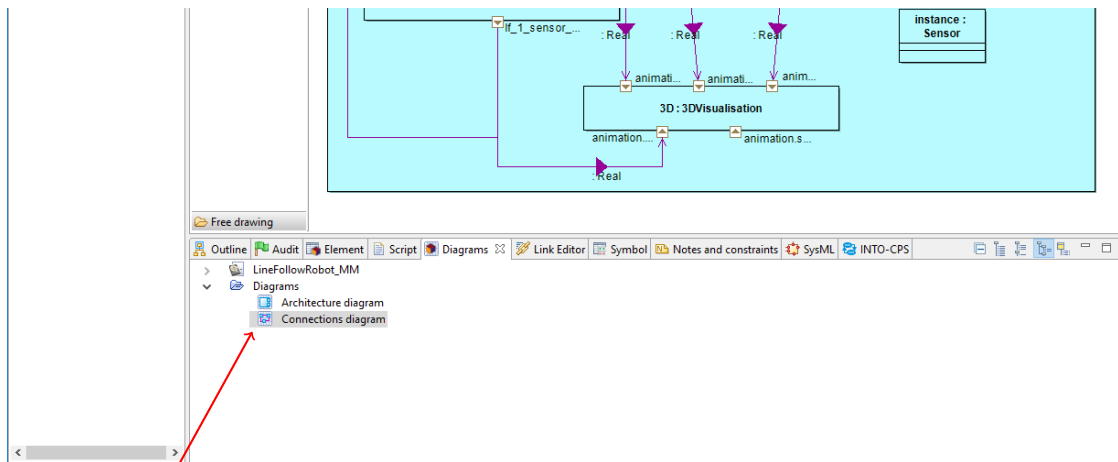 instance :
Sensor
lf_1_sensor_...
: Real
: Real
: Real
animati...
animati...
anim...
3D : 3DVisualisation
animation....
animation.s...
: Real
Free drawing
Outline Audit Element Script Diagrams Link Editor Symbol Notes and constraints SysML INTO-CPS
LineFollowRobot_MM
Diagrams
Architecture diagram
Connections diagram